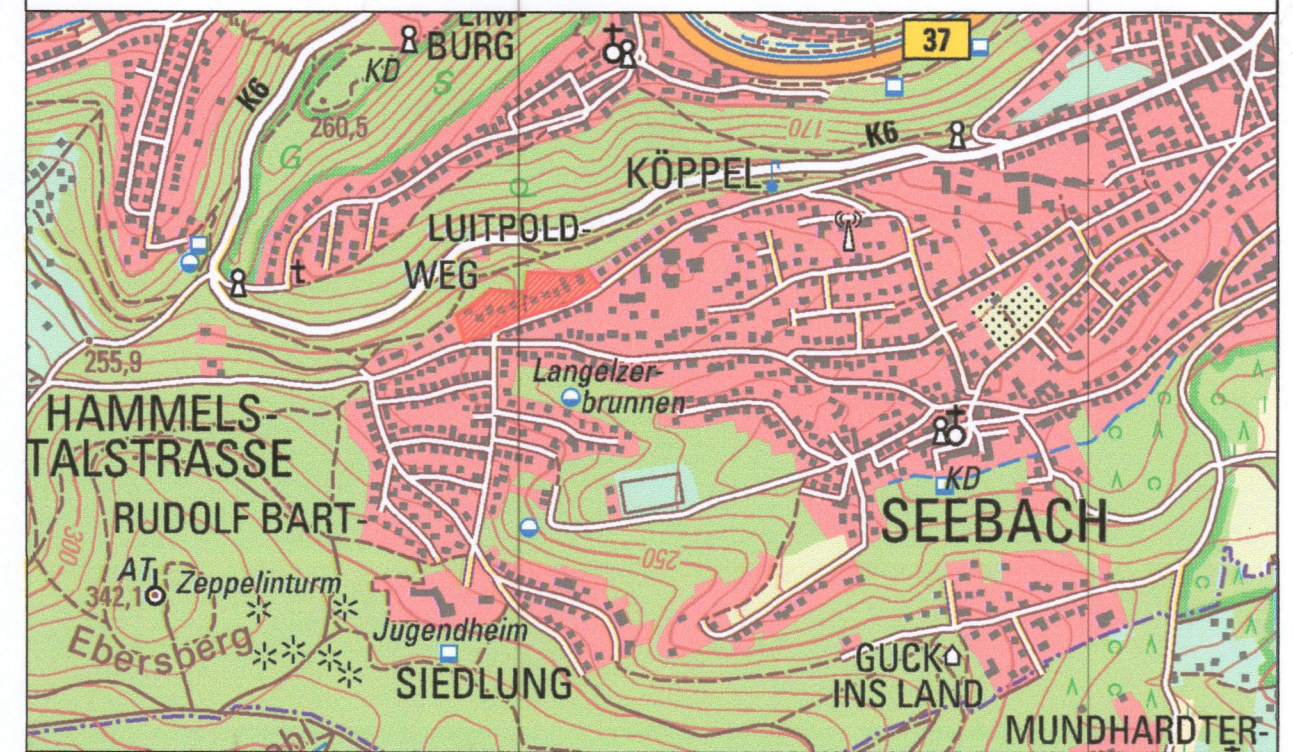 LIM-
BURG
37
KD
K6
260,5
S
G
170
K6
KÖPPEL
LUITPOLD-
WEG
255,9
Langelzer-
brunnen
HAMMELS-
TALSTRASSE
KD
RUDOLF BART-
SEEBACH
300
250
AT
Zeppelinturm
342,1
Ebersberg
Jugendheim
SIEDLUNG
GUCK
INS LAND
MUNDHARDTER-